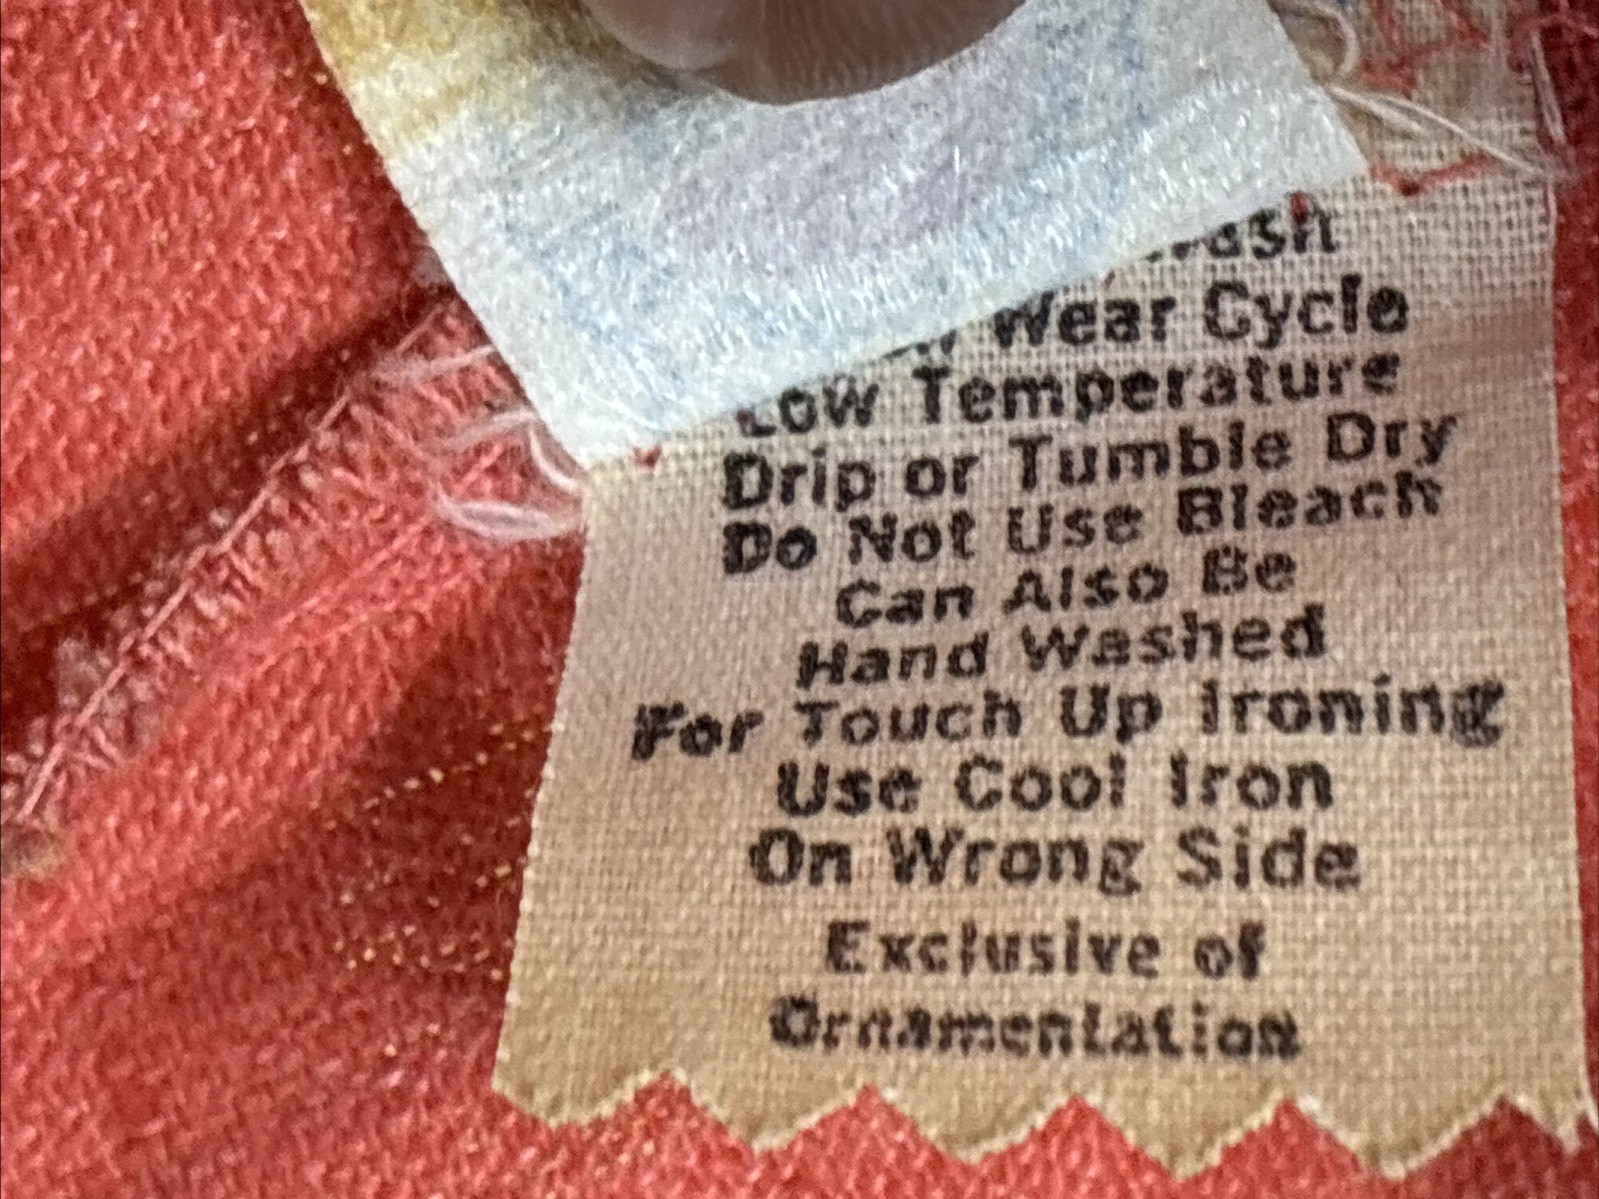 Wash
Wear Cycle
Low Temperature
Drip or Tumble Dry
Do Not Use Bleach
Can Also Be
Hand Washed
For Touch Up Ironing
Use Cool Iron
On Wrong Side
Exclusive of
Ornamentation